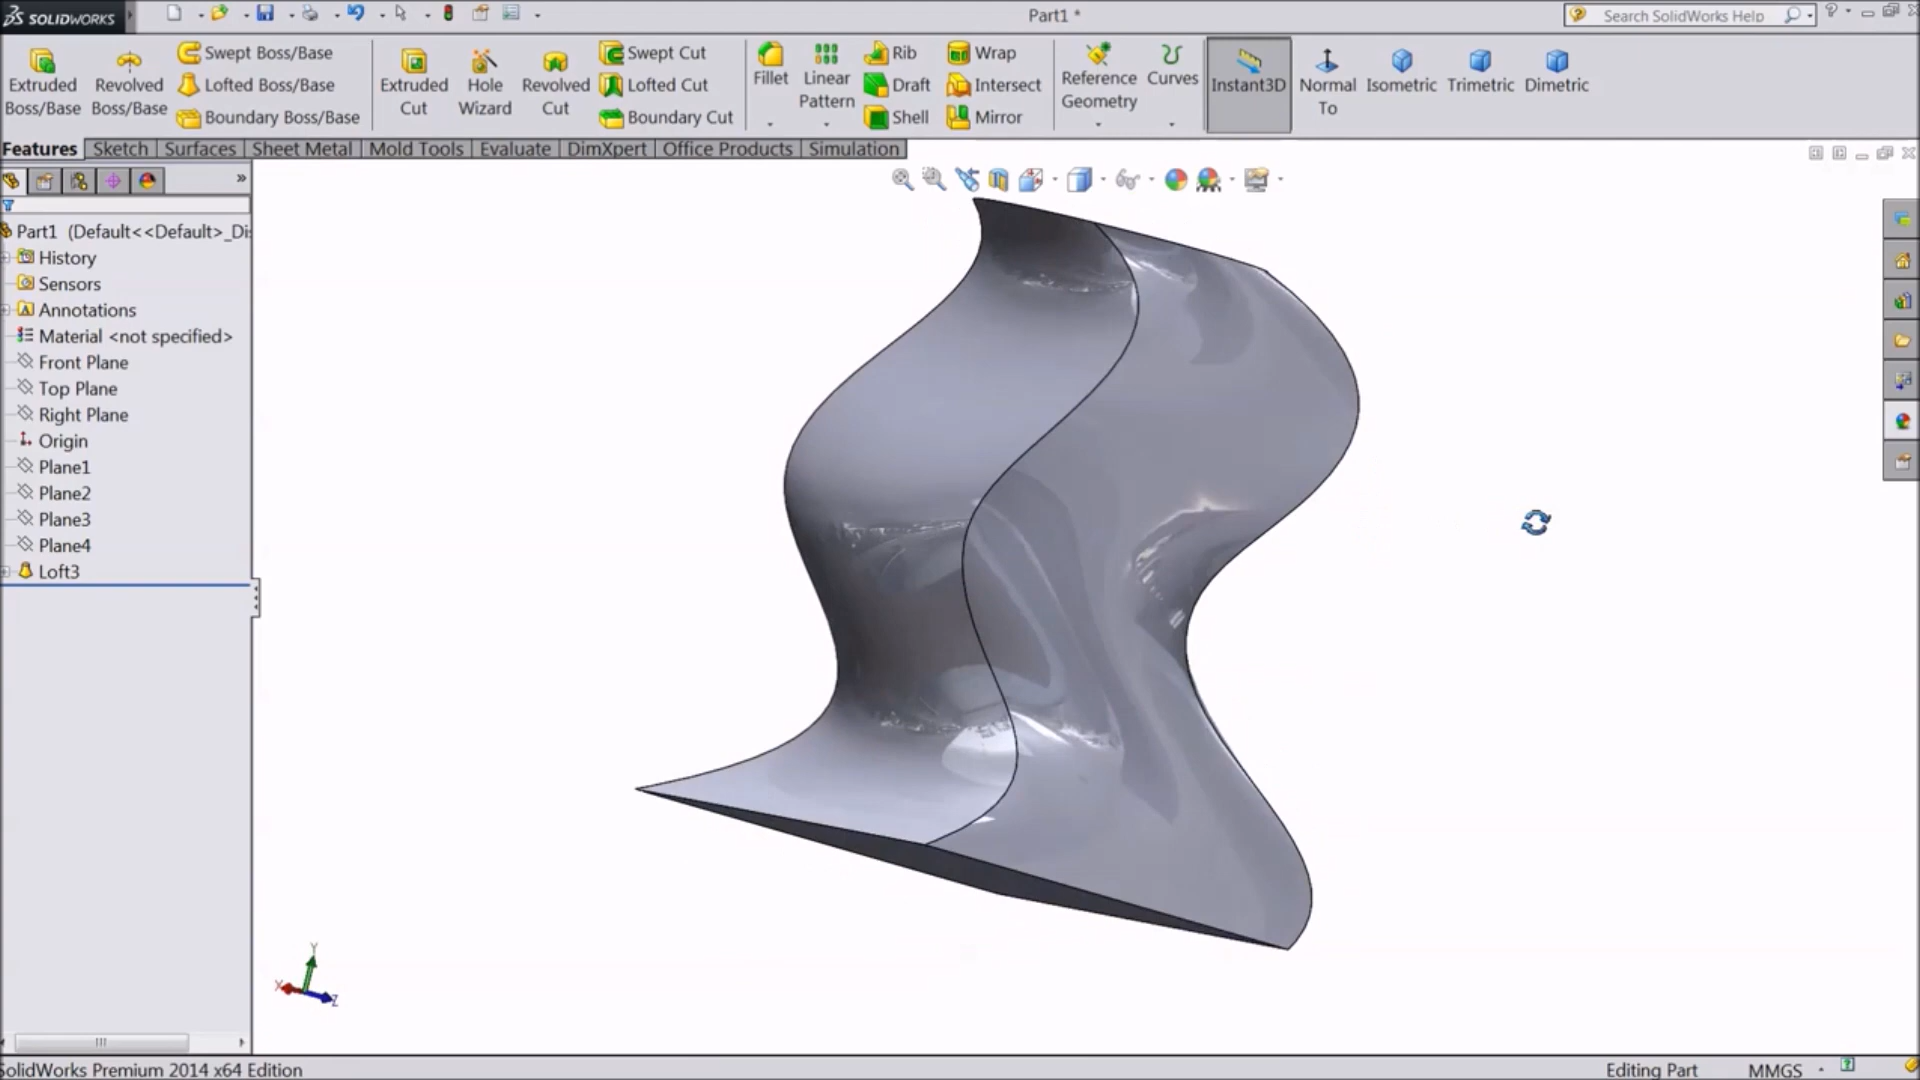 SOLIDWORKS
Part1 *
Search SolidWorks Help
Extruded Boss/Base
Revolved Boss/Base
Swept Boss/Base
Lofted Boss/Base
Boundary Boss/Base
Extruded Cut
Hole Wizard
Revolved Cut
Swept Cut
Lofted Cut
Boundary Cut
Fillet
Linear Pattern
Rib
Draft
Shell
Wrap
Intersect
Mirror
Reference Geometry
Curves
Instant3D
Normal To
Isometric
Trimetric
Dimetric
Features
Sketch
Surfaces
Sheet Metal
Mold Tools
Evaluate
DimXpert
Office Products
Simulation
Part1 (Default<<Default>_Di
History
Sensors
Annotations
Material <not specified>
Front Plane
Top Plane
Right Plane
Origin
Plane1
Plane2
Plane3
Plane4
Loft3
Y
X
Z
SolidWorks Premium 2014 x64 Edition
Editing Part
MMGS